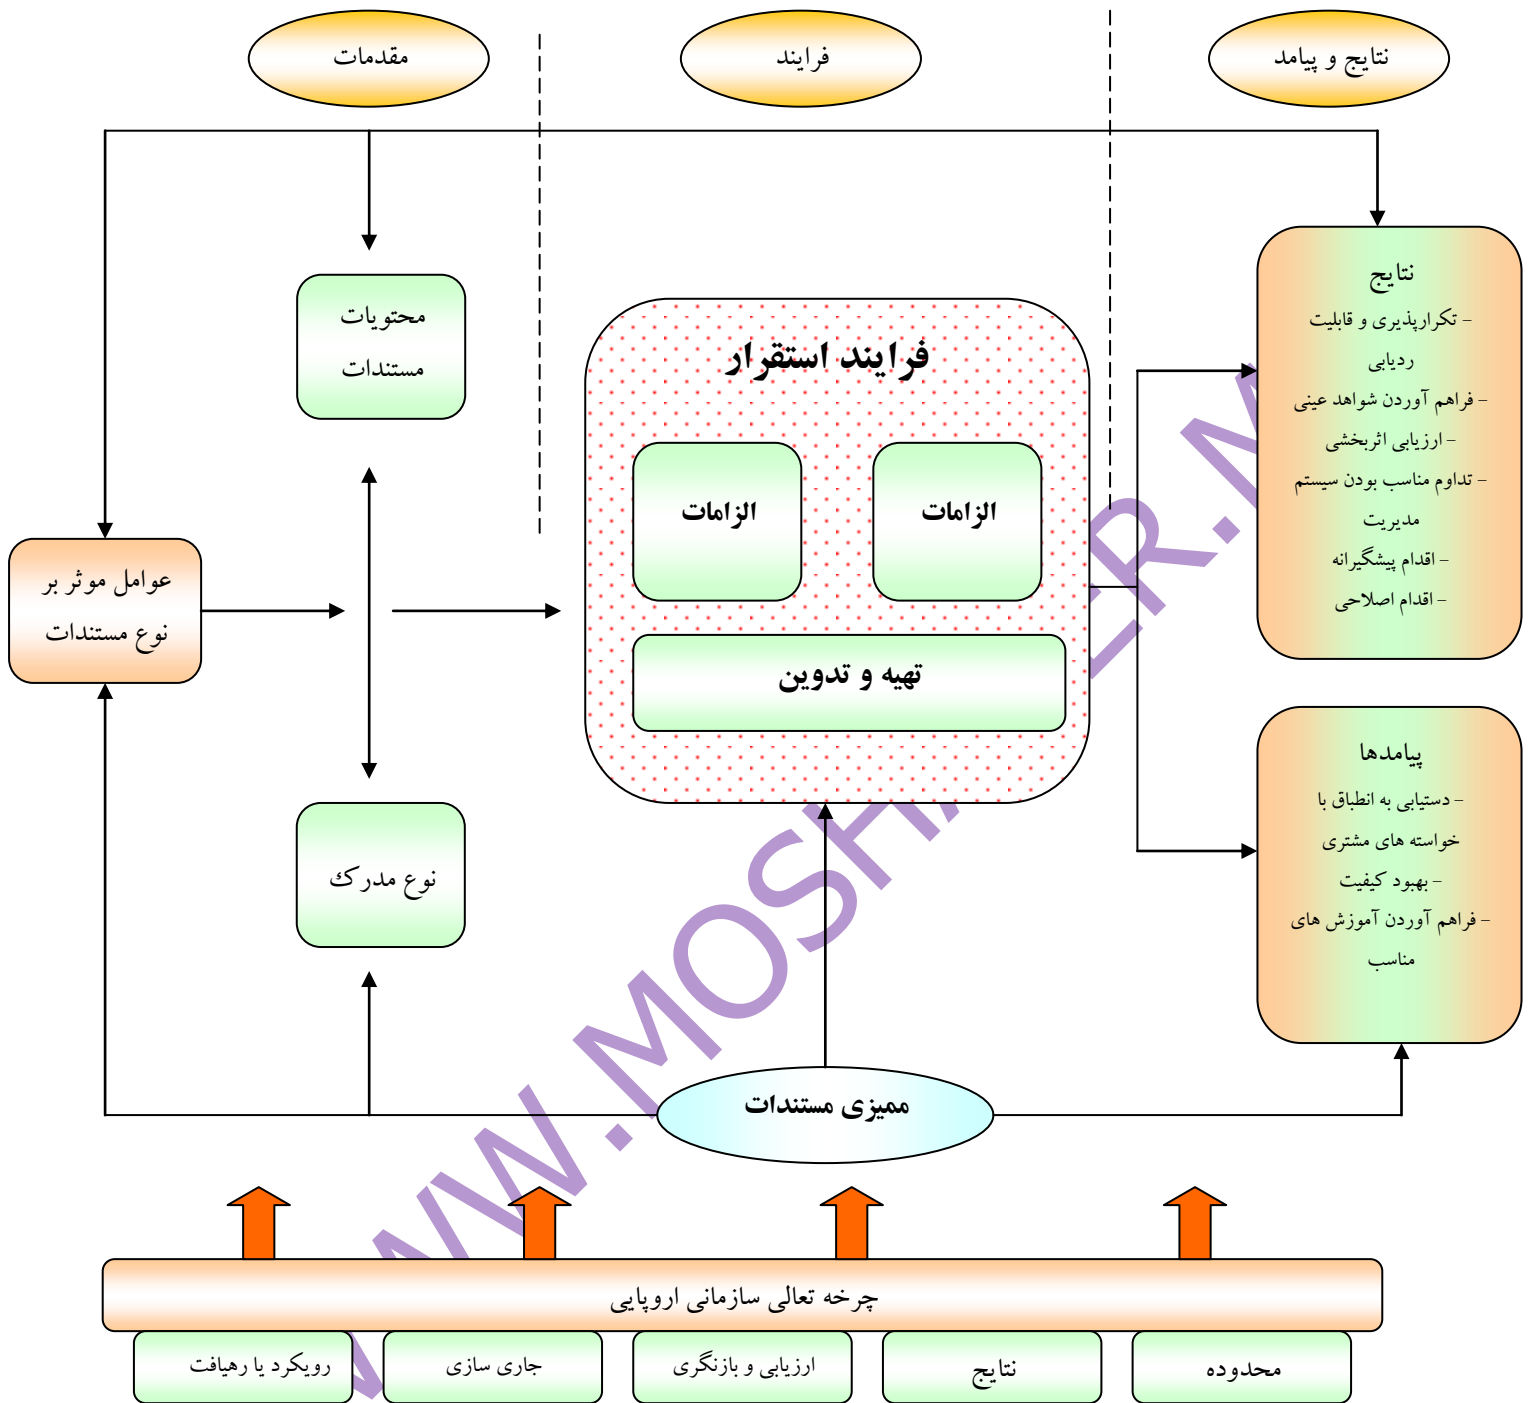 مقدمات
فرایند
نتایج و پیامد
محتویات
مستندات
عوامل موثر بر
نوع مستندات
نوع مدرک
فرایند استقرار
الزامات
الزامات
تهیه و تدوین
نتایج
- تکرارپذیری و قابلیت
ردیابی
- فراهم آوردن شواهد عینی
- ارزیابی اثربخشی
- تداوم مناسب بودن سیستم
مدیریت
- اقدام پیشگیرانه
- اقدام اصلاحی
پیامدها
- دستیابی به انطباق با
خواسته های مشتری
- بهبود کیفیت
- فراهم آوردن آموزش های
مناسب
ممیزی مستندات
چرخه تعالی سازمانی اروپایی
رویکرد یا رهیافت
جاری سازی
ارزیابی و بازنگری
نتایج
محدوده